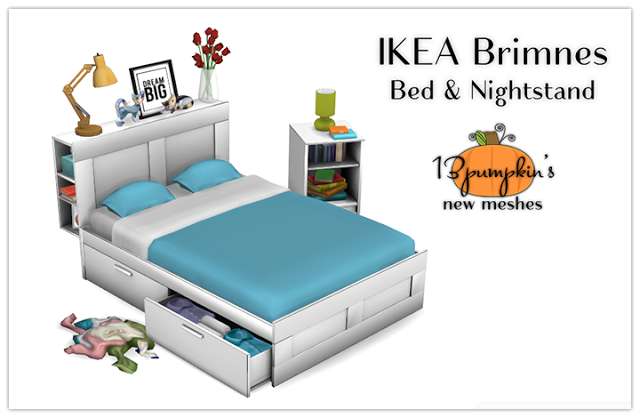 IKEA Brimnes
Bed & Nightstand
DREAM
BIG
13pumpkin's
new meshes